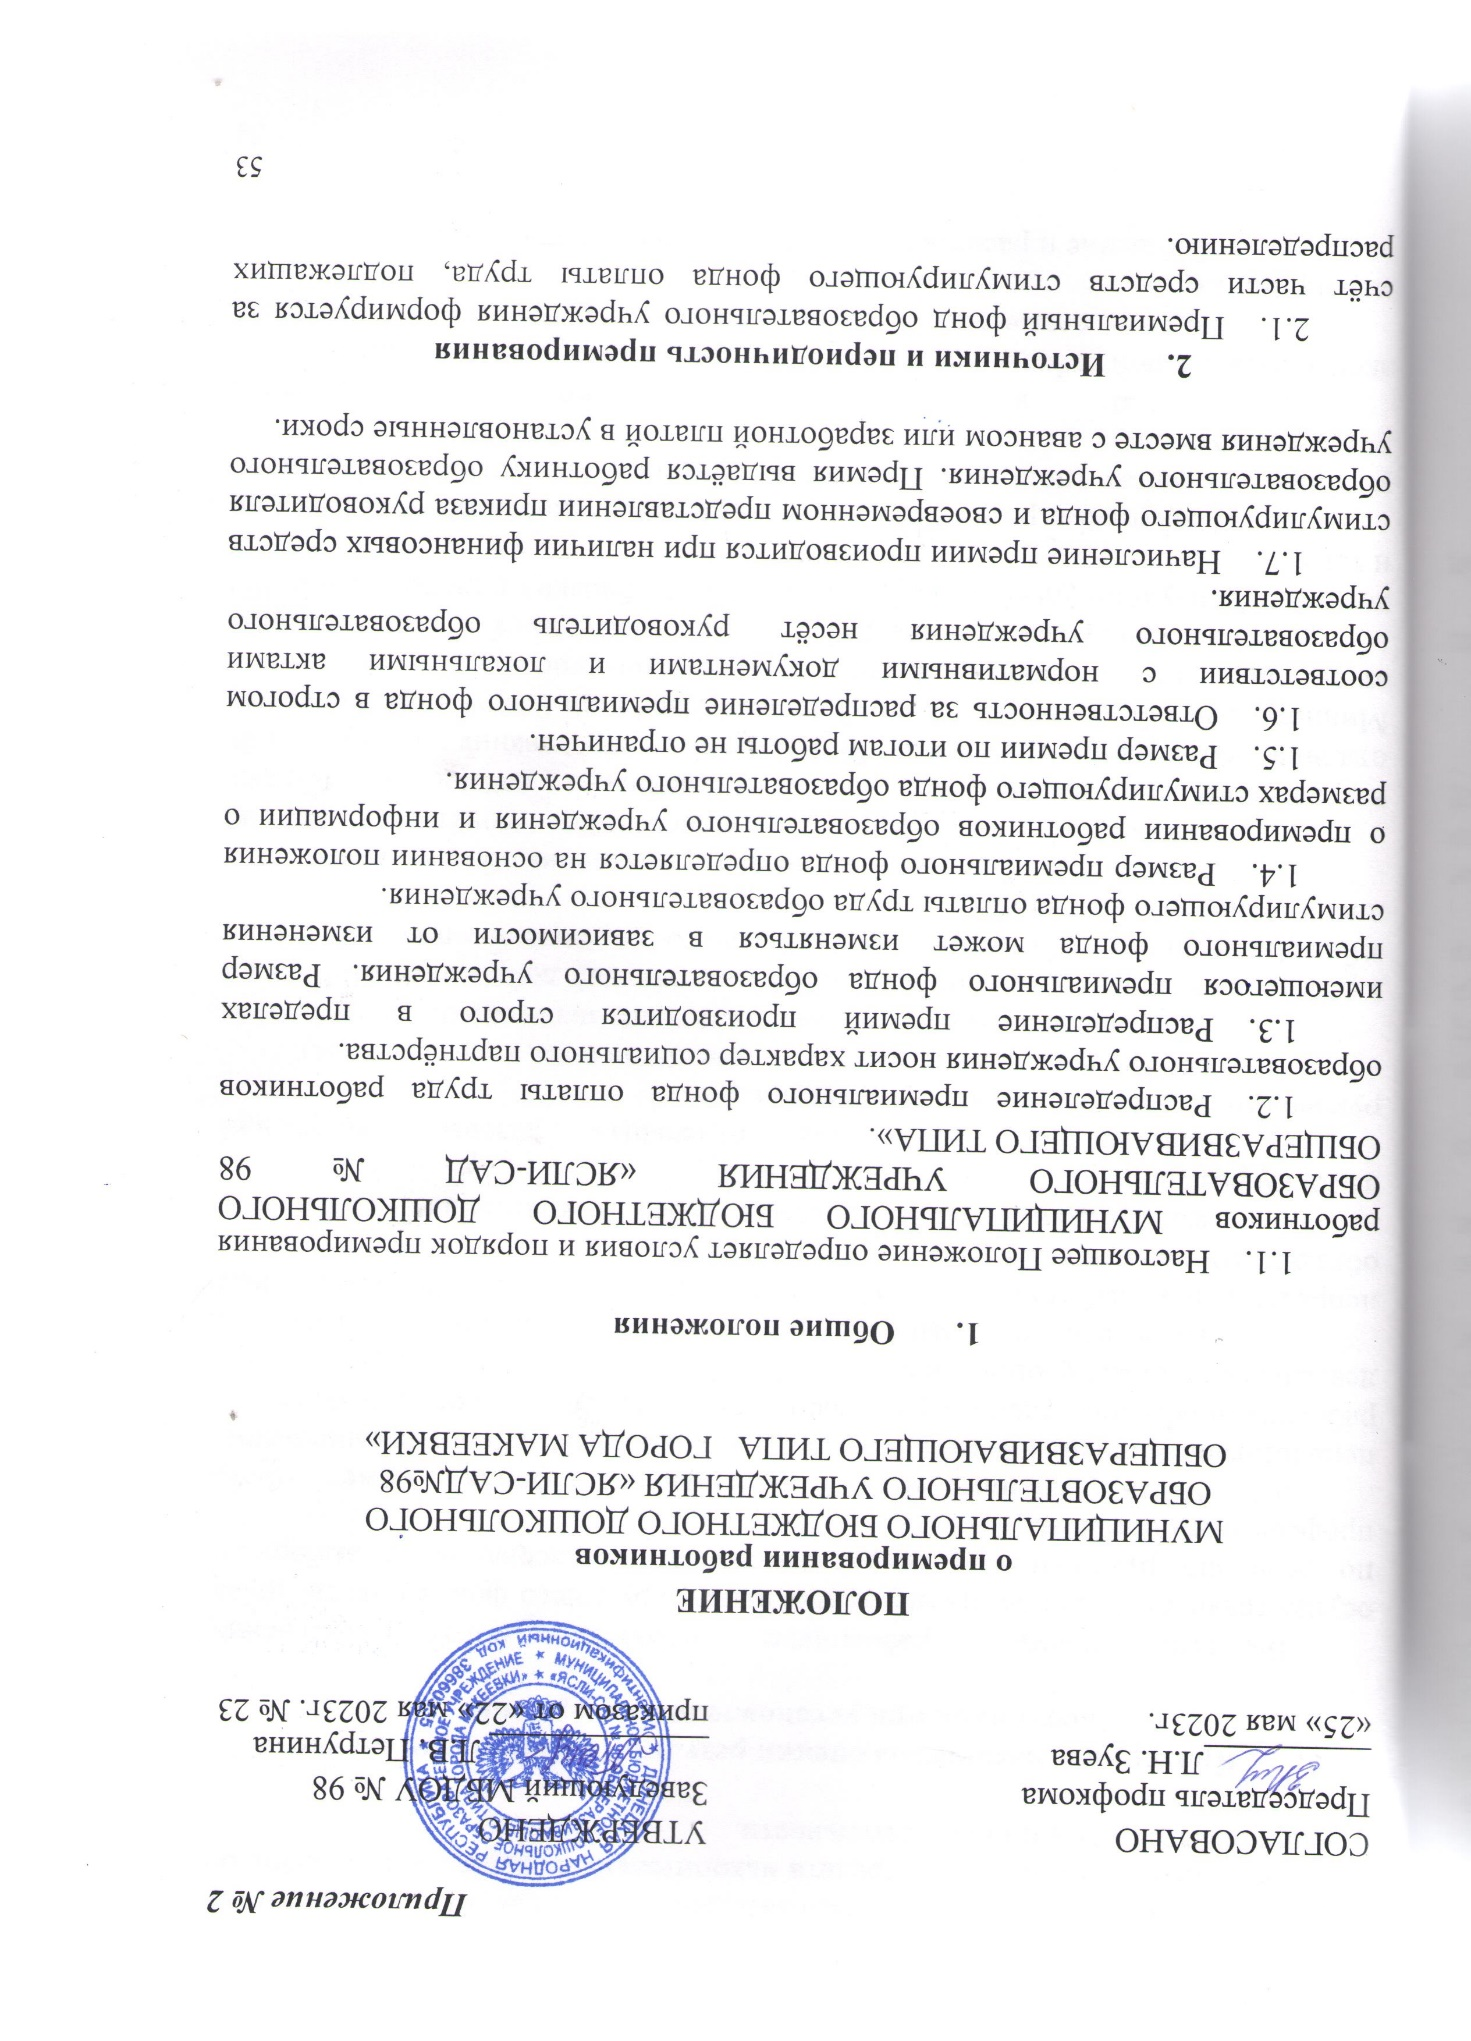 Приложение № 2
СОГЛАСОВАНО
Председатель профкома
Л.Н. Зуева
«25» мая 2023г.
УТВЕРЖДЕНО
Заведующий МБДОУ № 98
Л.В. Петрунина
приказом от «22» мая 2023г. № 23
ПОЛОЖЕНИЕ
о премировании работников
МУНИЦИПАЛЬНОГО БЮДЖЕТНОГО ДОШКОЛЬНОГО
ОБРАЗОВТЕЛЬНОГО УЧРЕЖДЕНИЯ «ЯСЛИ-САД№98
ОБЩЕРАЗВИВАЮЩЕГО ТИПА ГОРОДА МАКЕЕВКИ»
1. Общие положения
1.1. Настоящее Положение определяет условия и порядок премирования
работников МУНИЦИПАЛЬНОГО БЮДЖЕТНОГО ДОШКОЛЬНОГО
ОБРАЗОВАТЕЛЬНОГО УЧРЕЖДЕНИЯ «ЯСЛИ-САД № 98
ОБЩЕРАЗВИВАЮЩЕГО ТИПА».
1.2. Распределение премиального фонда оплаты труда работников
образовательного учреждения носит характер социального партнёрства.
1.3. Распределение премий производится строго в пределах
имеющегося премиального фонда образовательного учреждения. Размер
премиального фонда может изменяться в зависимости от изменения
стимулирующего фонда оплаты труда образовательного учреждения.
1.4. Размер премиального фонда определяется на основании положения
о премировании работников образовательного учреждения и информации о
размерах стимулирующего фонда образовательного учреждения.
1.5. Размер премии по итогам работы не ограничен.
1.6. Ответственность за распределение премиального фонда в строгом
соответствии с нормативными документами и локальными актами
образовательного учреждения несёт руководитель образовательного
учреждения.
1.7. Начисление премии производится при наличии финансовых средств
стимулирующего фонда и своевременном представлении приказа руководителя
образовательного учреждения. Премия выдаётся работнику образовательного
учреждения вместе с авансом или заработной платой в установленные сроки.
2. Источники и периодичность премирования
2.1. Премиальный фонд образовательного учреждения формируется за
счёт части средств стимулирующего фонда оплаты труда, подлежащих
распределению.
53